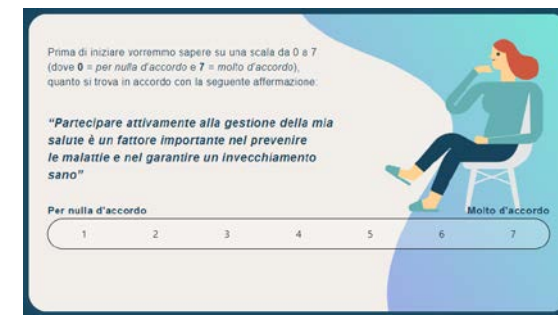 Prima di iniziare vorremmo sapere su una scala da 0 a 7
(dove 0 = per nulla d'accordo e 7 = molto d'accordo),
quanto si trova in accordo con la seguente affermazione:
“Partecipare attivamente alla gestione della mia
salute è un fattore importante nel prevenire
le malattie e nel garantire un invecchiamento
sano”
Per nulla d'accordo Molto d'accordo
1 2 3 4 5 6 7